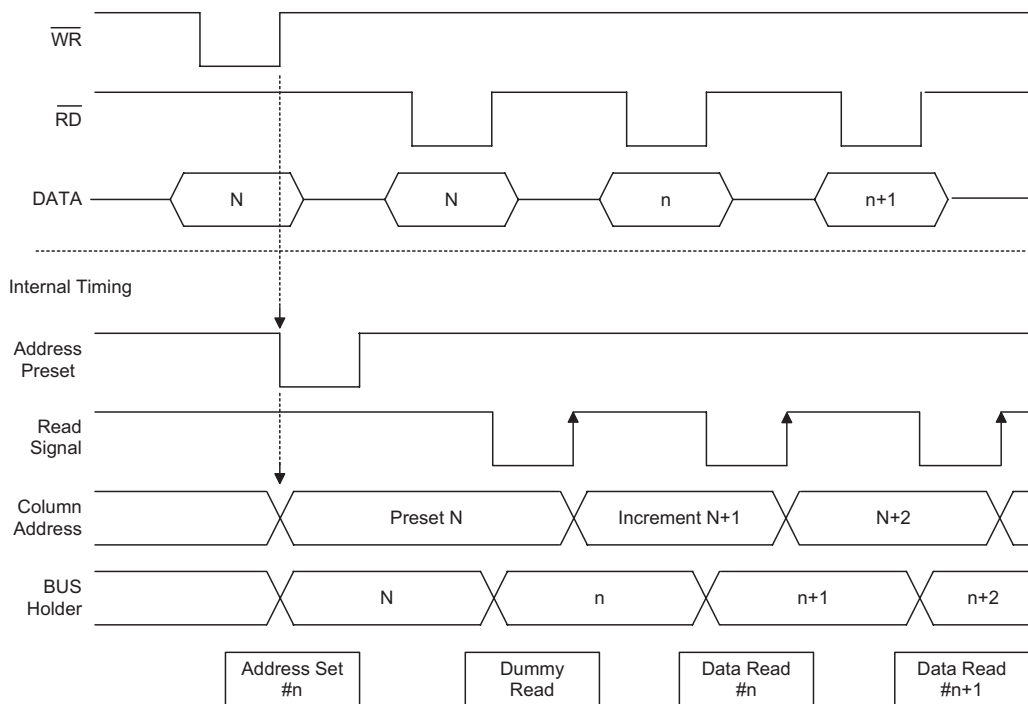 WR
RD
DATA
N
N
n
n+1
Internal Timing
Address
Preset
Read
Signal
Column
Address
Preset N
Increment N+1
N+2
BUS
Holder
N
n
n+1
n+2
Address Set
#n
Dummy
Read
Data Read
#n
Data Read
#n+1